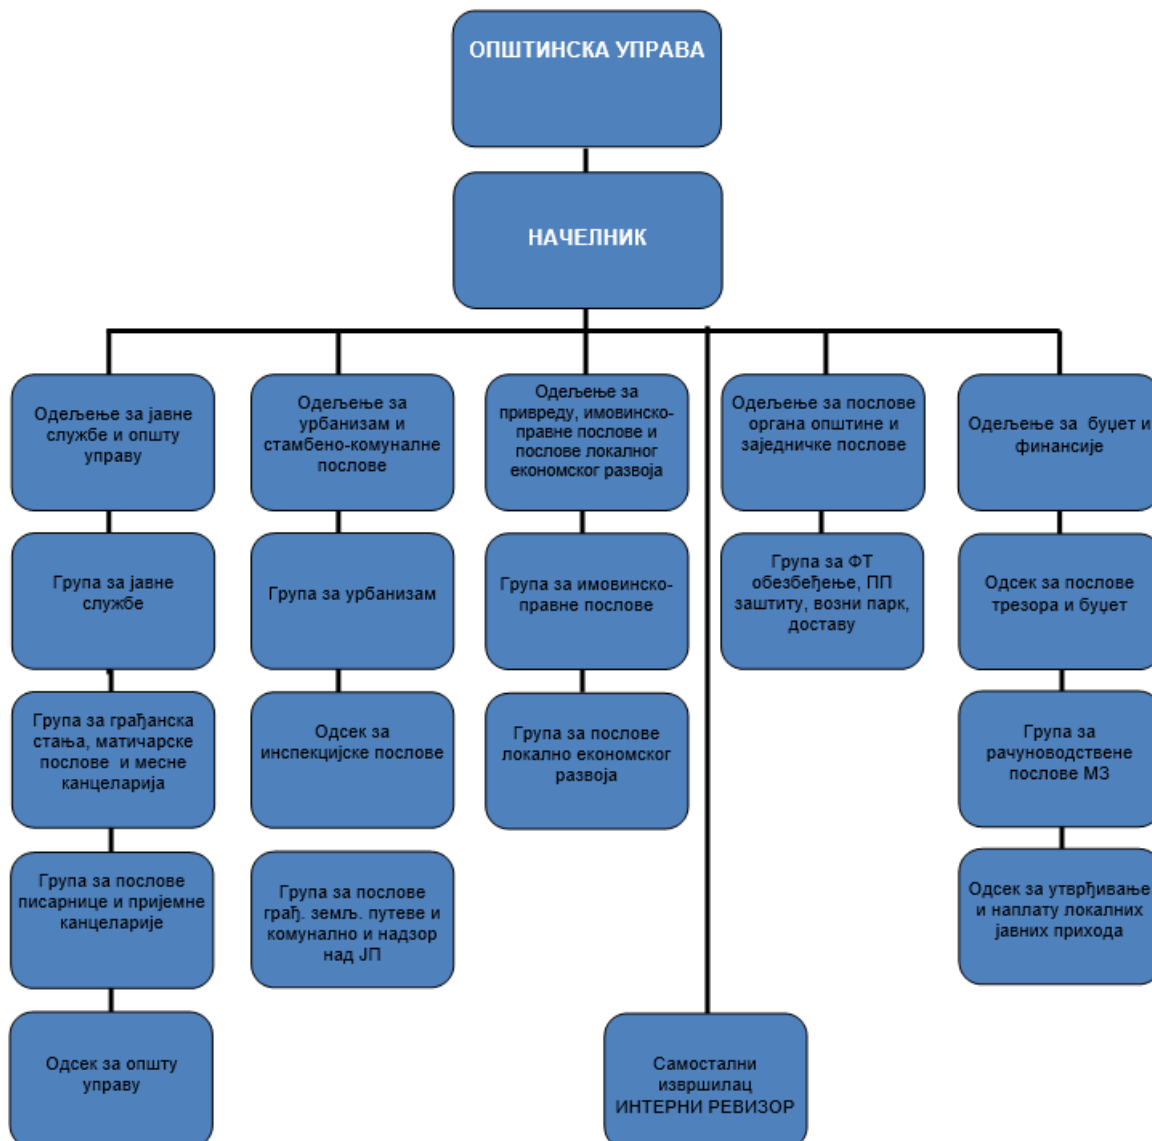 ОПШТИНСКА УПРАВА
НАЧЕЛНИК
Одељење за јавне
службе и општу
управу
Одељење за
урбанизам и
стамбено-комуналне
послове
Одељење за
привреду, имовинско-
правне послове и
послове локалног
економског развоја
Одељење за послове
органа општине и
заједничке послове
Одељење за буџет и
финансије
Група за јавне
службе
Група за урбанизам
Група за имовинско-
правне послове
Група за ФТ
обезбеђење, ПП
заштиту, возни парк,
доставу
Одсек за послове
трезора и буџет
Група за грађанска
стања, матичарске
послове и месне
канцеларија
Одсек за
инспекцијске послове
Група за послове
локално економског
развоја
Група за
рачуноводствене
послове МЗ
Група за послове
писарнице и пријемне
канцеларије
Група за послове
грађ. земљ. путеве и
комунално и надзор
над ЈП
Одсек за утврђивање
и наплату локалних
јавних прихода
Одсек за општу
управу
Самостални
извршилац
ИНТЕРНИ РЕВИЗОР